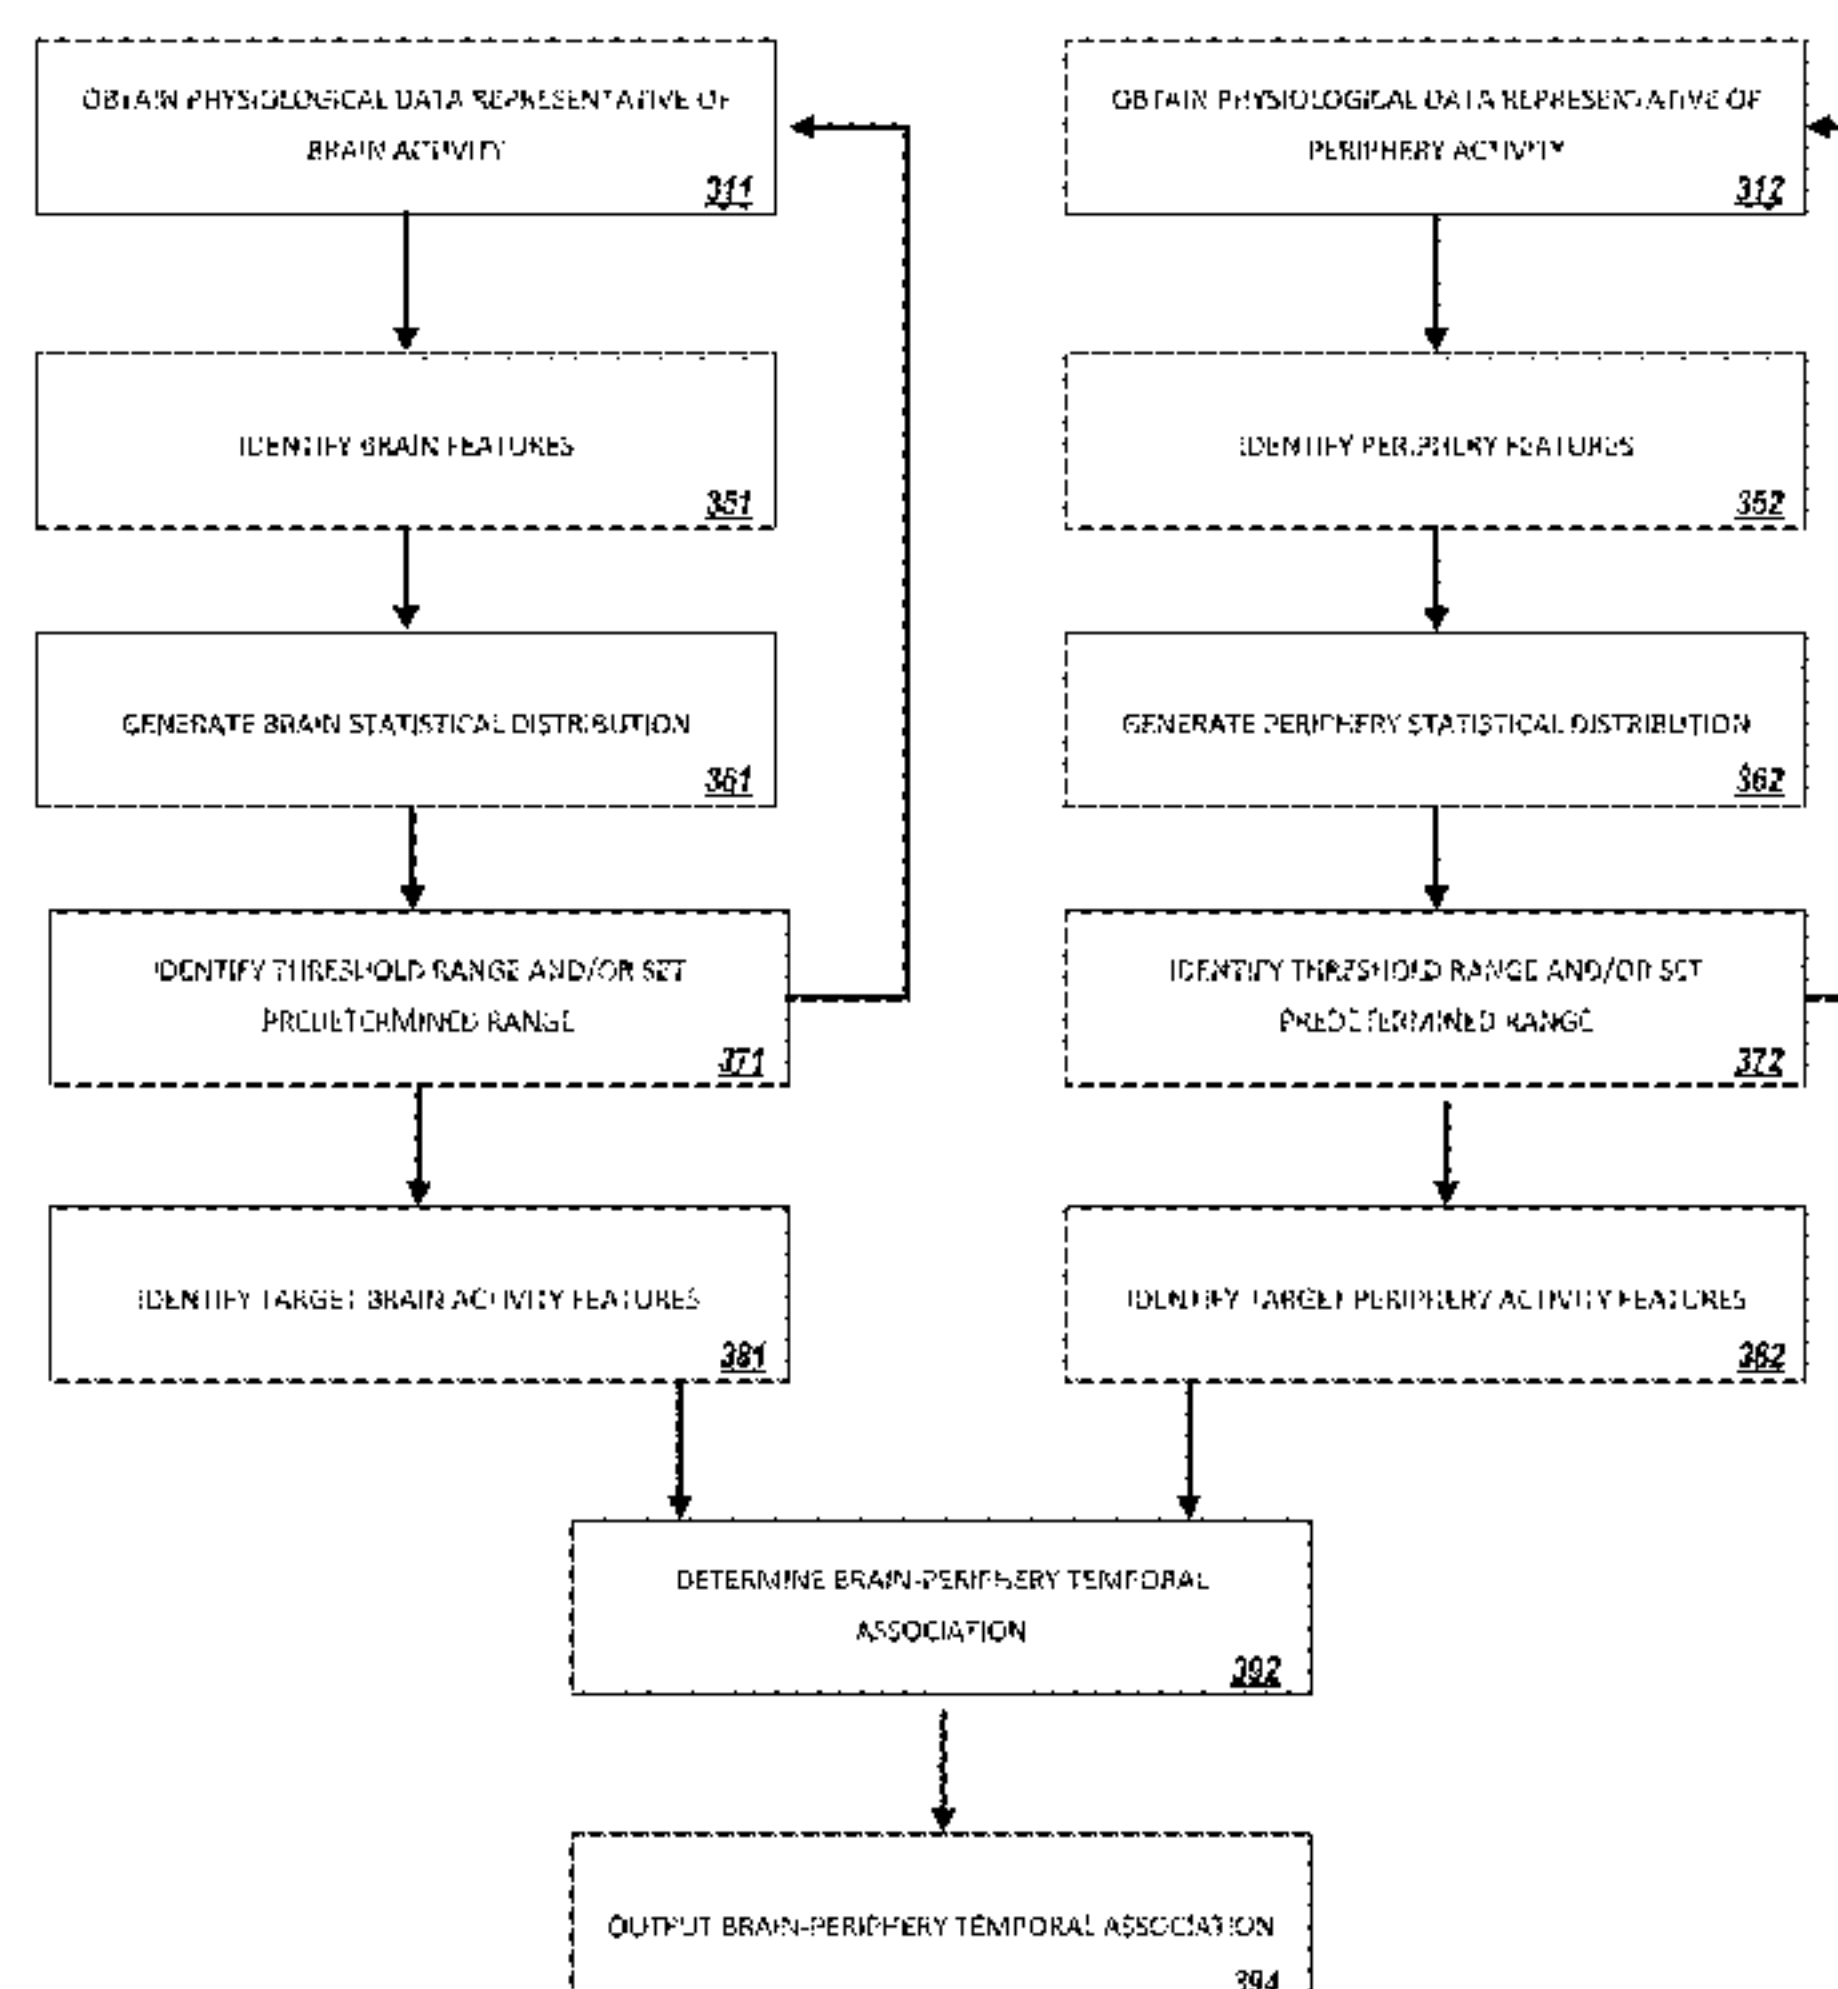 OBTAIN PHYSIOLOGICAL DATA REPRESENTATIVE OF
BRAIN ACTIVITY
311
IDENTIFY BRAIN FEATURES
351
GENERATE BRAIN STATISTICAL DISTRIBUTION
361
IDENTIFY THRESHOLD RANGE AND/OR SET
PREDETERMINED RANGE
371
IDENTIFY TARGET BRAIN ACTIVITY FEATURES
381
OBTAIN PHYSIOLOGICAL DATA REPRESENTATIVE OF
PERIPHERY ACTIVITY
312
IDENTIFY PERIPHERY FEATURES
352
GENERATE PERIPHERY STATISTICAL DISTRIBUTION
362
IDENTIFY THRESHOLD RANGE AND/OR SET
PREDETERMINED RANGE
372
IDENTIFY TARGET PERIPHERY ACTIVITY FEATURES
382
DETERMINE BRAIN-PERIPHERY TEMPORAL
ASSOCIATION
392
OUTPUT BRAIN-PERIPHERY TEMPORAL ASSOCIATION
394